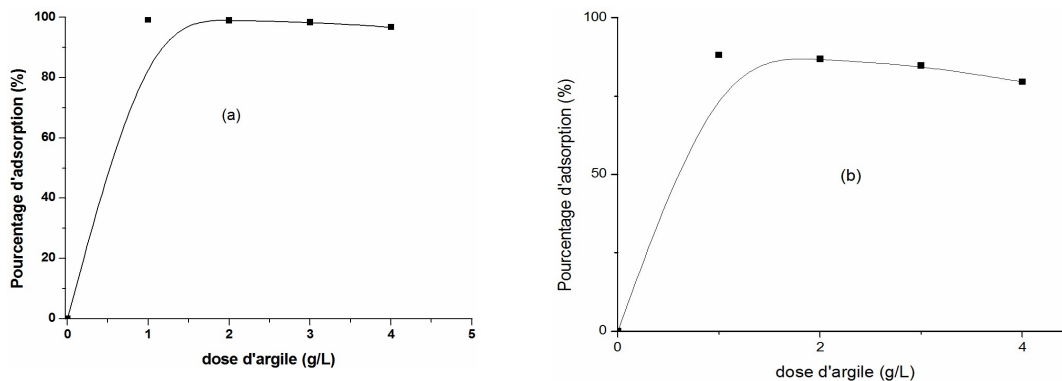 100
80
60
40
20
0
Pourcentage d'adsorption (%)
(a)
0 1 2 3 4 5
dose d'argile (g/L)
100
50
0
Pourcentage d'adsorption (%)
(b)
0 2 4
dose d'argile (g/L)